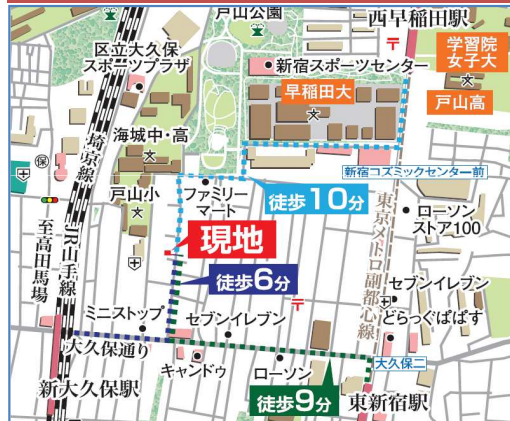 戸山公園
西早稲田駅
区立大久保
スポーツプラザ
新宿スポーツセンター
学習院
女子大
早稲田大
戸山高
埼京線
海城中・高
保
新宿コズミックセンター前
戸山小
ファミリー
マート
徒歩10分
ローソン
ストア100
現地
至高田馬場
JR山手線
徒歩6分
東京メトロ副都心線
セブンイレブン
ミニストップ
セブンイレブン
どらっぐぱぱす
大久保通り
大久保二
キャンドゥ
ローソン
新大久保駅
徒歩9分
東新宿駅